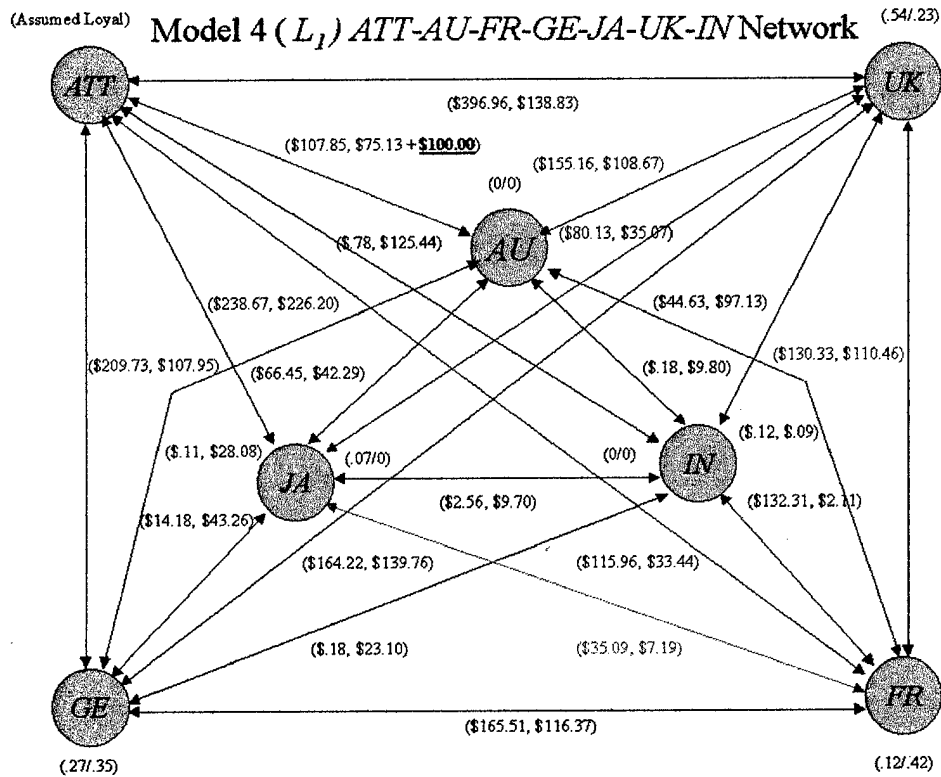 (Assumed Loyal)
Model 4 ( L1) ATT-AU-FR-GE-JA-UK-IN Network
(.54/.23)
ATT
UK
($396.96, $138.83)
($107.85, $75.13 + $100.00)
($155.16, $108.67)
(0/0)
AU
($.78, $125.44)
($80.13, $35.07)
($238.67, $226.20)
($44.63, $97.13)
($209.73, $107.95)
($66.45, $42.29)
($.18, $9.80)
($130.33, $110.46)
($.11, $28.08)
(.07/0)
(0/0)
IN
($.12, $.09)
JA
($2.56, $9.70)
($132.31, $2.11)
($14.18, $43.26)
($164.22, $139.76)
($115.96, $33.44)
($.18, $23.10)
($35.09, $7.19)
GE
FR
($165.51, $116.37)
(.27/.35)
(.12/.42)